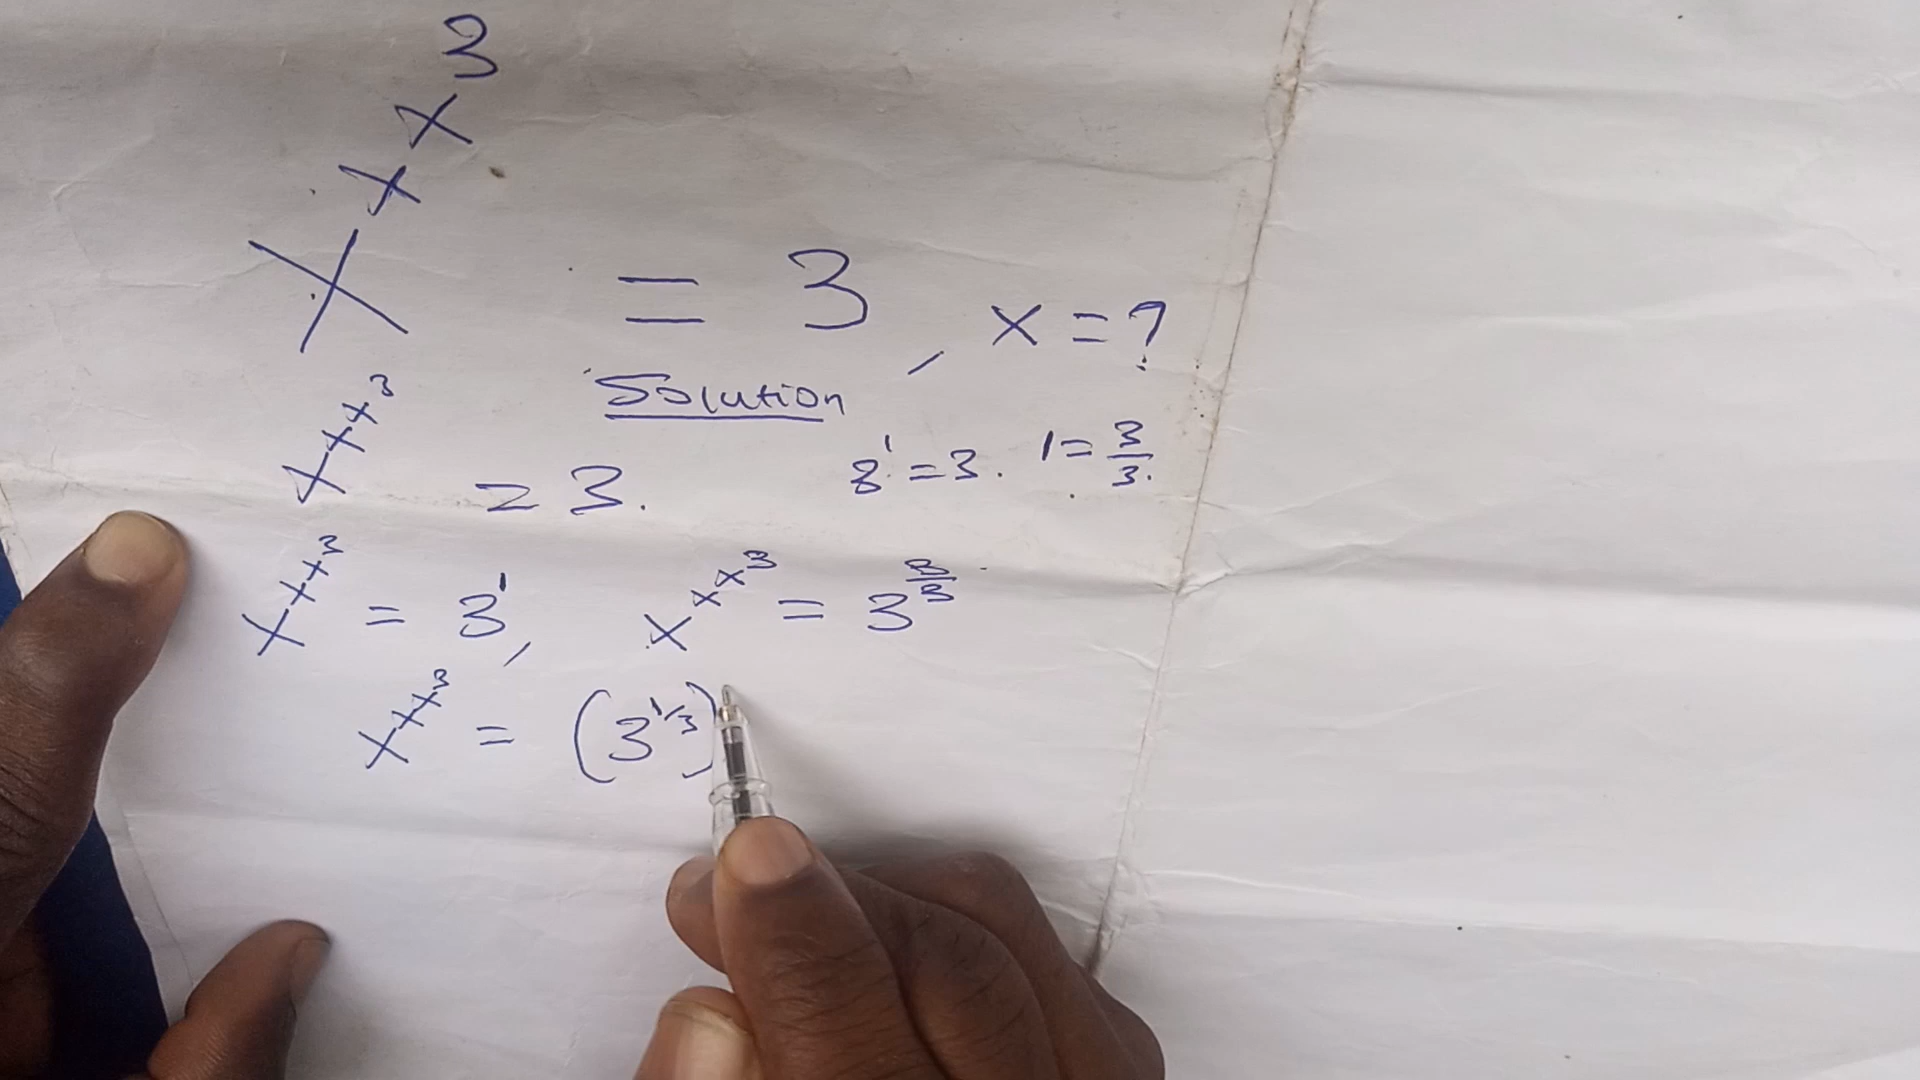 x^x^x^3 = 3, x = ?
Solution
x^x^x^3 = 3. 3^1 = 3. 1 = 3/3.
x^x^x^3 = 3^1, x^x^x^3 = 3^3/3
x^x^x^3 = (3^1/3)